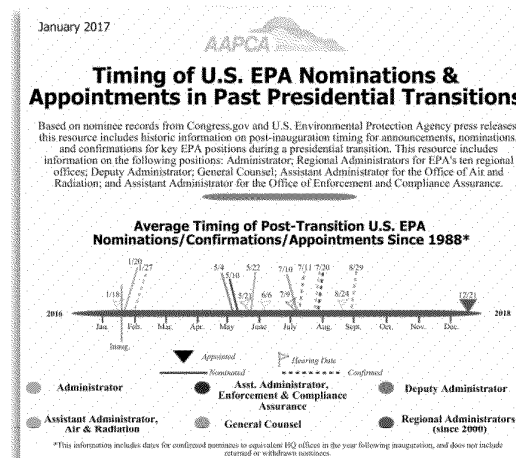 January 2017
AAPCA
Timing of U.S. EPA Nominations &
Appointments in Past Presidential Transitions
Based on nominee records from Congress.gov and U.S. Environmental Protection Agency press releases
this resource includes historic information on post-inauguration timing for announcements, nominations
and confirmations for key EPA positions during a presidential transition. This resource includes
information on the following positions: Administrator; Regional Administrators for EPA's ten regional
offices; Deputy Administrator; General Counsel; Assistant Administrator for the Office of Air and
Radiation; and Assistant Administrator for the Office of Enforcement and Compliance Assurance.
Average Timing of Post-Transition U.S. EPA
Nominations/Confirmations/Appointments Since 1988*
1/20 5/4 5/22 7/10 7/11 7/20 8/29
1/27 5/10
1/18 5/21 6/6 7/9 8/24 12/21
2016 2018
Jan. Feb. Mar. Apr. May June July Aug. Sept. Oct. Nov. Dec.
Inaug.
Appointed Hearing Date
Nominated Confirmed
Administrator
Asst. Administrator,
Enforcement & Compliance
Assurance
Deputy Administrator
Assistant Administrator,
Air & Radiation
General Counsel
Regional Administrators
(since 2000)
*This information includes dates for confirmed nominees to equivalent HQ offices in the year following inauguration, and does not include
returned or withdrawn nominees.